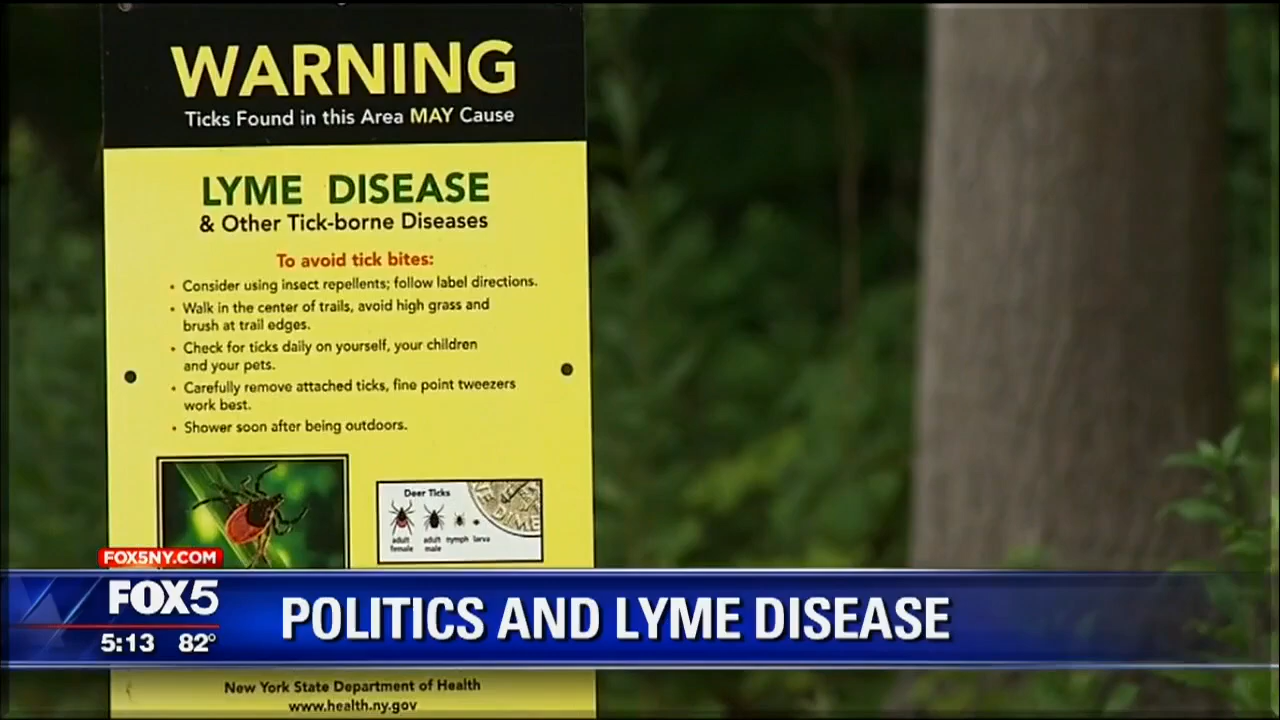 WARNING
Ticks Found in this Area MAY Cause
LYME DISEASE
& Other Tick-borne Diseases
To avoid tick bites:
• Consider using insect repellents; follow label directions.
• Walk in the center of trails, avoid high grass and
brush at trail edges.
• Check for ticks daily on yourself, your children
and your pets.
• Carefully remove attached ticks, fine point tweezers
work best.
• Shower soon after being outdoors.
Deer Ticks
DIME
adult female
adult male
nymph
larva
FOX5NY.COM
FOX5
5:13 82°
POLITICS AND LYME DISEASE
New York State Department of Health
www.health.ny.gov